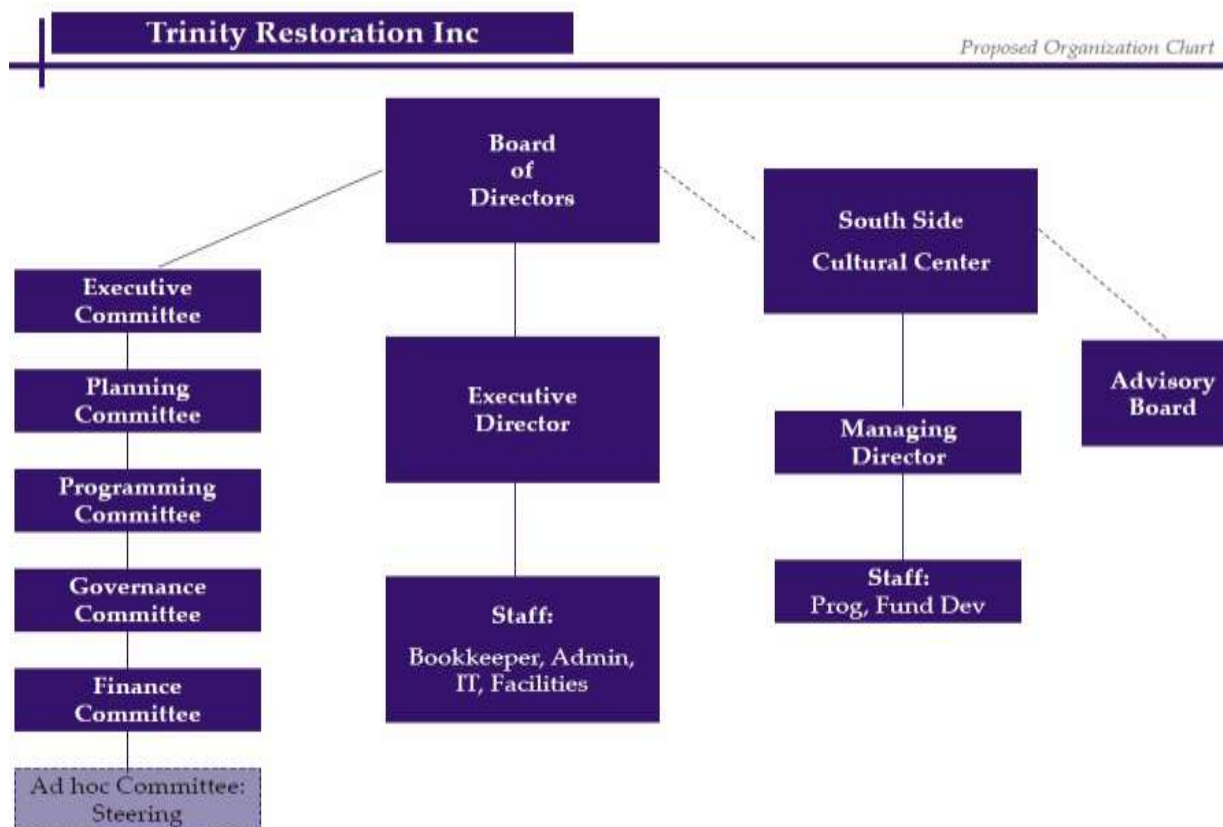 Trinity Restoration Inc
Proposed Organization Chart
Board
of
Directors
South Side
Cultural Center
Executive
Committee
Planning
Committee
Programming
Committee
Governance
Committee
Finance
Committee
Ad hoc Committee:
Steering
Executive
Director
Staff:
Bookkeeper, Admin,
IT, Facilities
Managing
Director
Staff:
Prog, Fund Dev
Advisory
Board